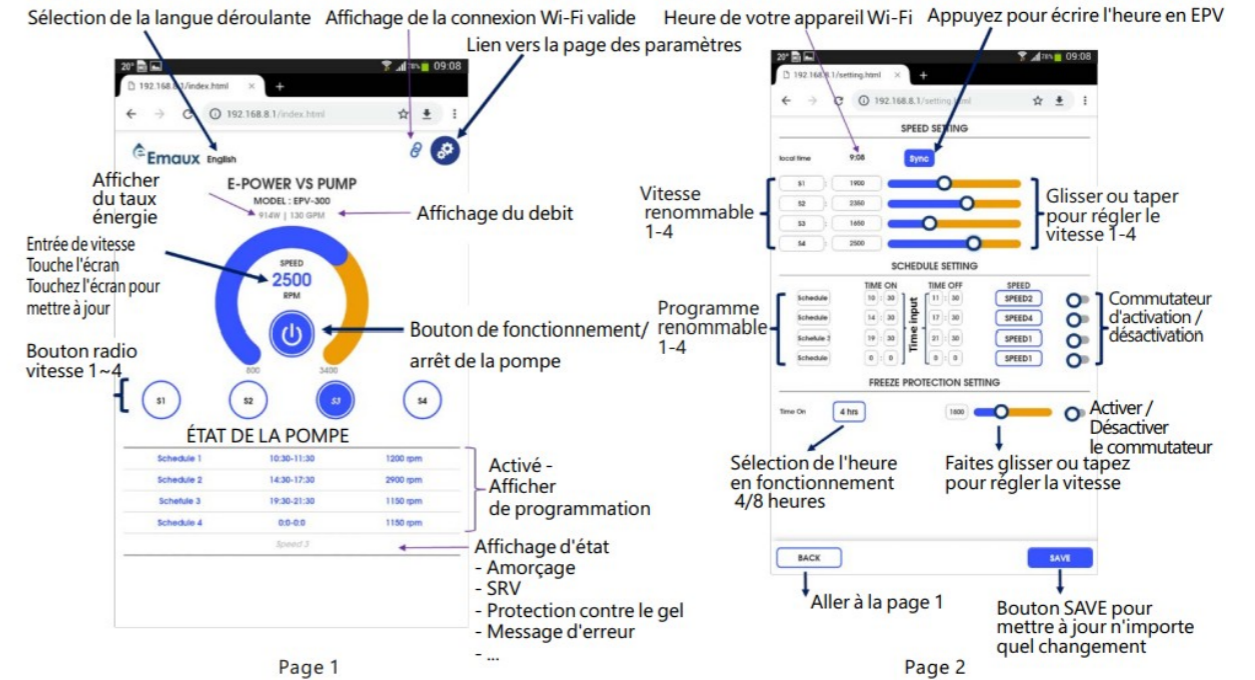 Sélection de la langue déroulante
Affichage de la connexion Wi-Fi valide
Lien vers la page des paramètres
20°
78%
09:08
192.168.8.1/index.html
192.168.8.1/index.html
Emaux
English
Afficher
du taux
énergie
E-POWER VS PUMP
MODEL : EPV-300
914W | 130 GPM
Affichage du debit
Entrée de vitesse
Touche l'écran
Touchez l'écran pour
mettre à jour
SPEED
2500
RPM
Bouton de fonctionnement/
arrêt de la pompe
800
3400
Bouton radio
vitesse 1~4
S1
S2
S3
S4
ÉTAT DE LA POMPE
Schedule 1 10:30-11:30 1200 rpm
Schedule 2 14:30-17:30 2900 rpm
Schetule 3 19:30-21:30 1150 rpm
Schedule 4 0:0-0:0 1150 rpm
Speed 3
Activé -
Afficher
de programmation
Affichage d'état
- Amorçage
- SRV
- Protection contre le gel
- Message d'erreur
- ...
Page 1
Heure de votre appareil Wi-Fi
Appuyez pour écrire l'heure en EPV
20°
78%
09:08
192.168.8.1/setting.html
192.168.8.1/setting.html
SPEED SETTING
local time 9:08 Sync
Vitesse
renommable
1-4
S1 : 1900
S2 : 2350
S3 : 1650
S4 : 2500
Glisser ou taper
pour régler le
vitesse 1-4
SCHEDULE SETTING
TIME ON TIME OFF SPEED
Programme
renommable
1-4
Schedule 10 : 30 11 : 30 SPEED2
Schedule 14 : 30 17 : 30 SPEED4
Schetule 3 19 : 30 21 : 30 SPEED1
Schedule 0 : 0 0 : 0 SPEED1
Time input
Commutateur
d'activation /
désactivation
FREEZE PROTECTION SETTING
Time On 4 hrs 1600
Activer /
Désactiver
le commutateur
Sélection de l'heure
en fonctionnement
4/8 heures
Faites glisser ou tapez
pour régler la vitesse
BACK
SAVE
Aller à la page 1
Bouton SAVE pour
mettre à jour n'importe
quel changement
Page 2